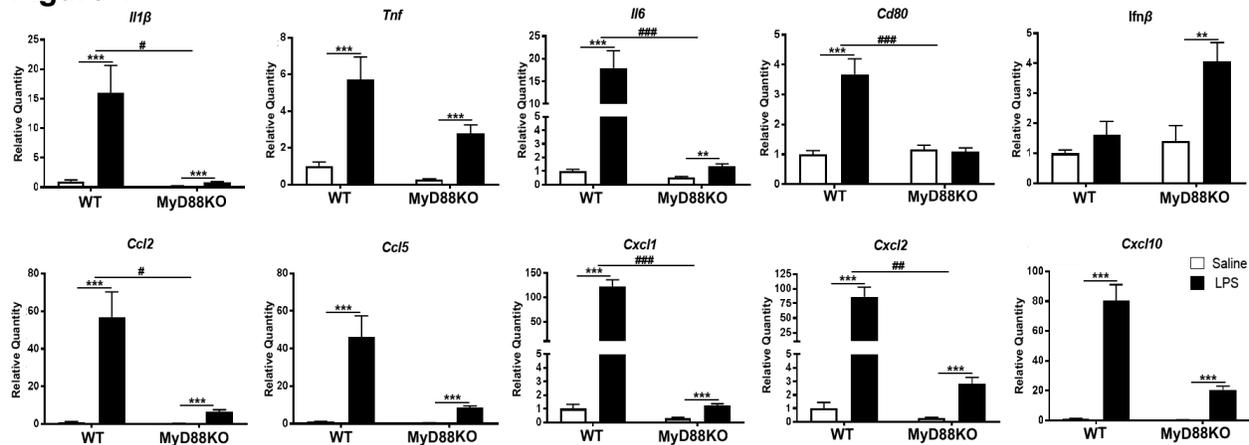 Il1β
Relative Quantity
25
20
15
10
5
0
***
#
***
WT MyD88KO
Tnf
Relative Quantity
8
6
4
2
0
***
***
WT MyD88KO
Il6
Relative Quantity
25
20
15
10
5
4
3
2
1
0
***
###
**
WT MyD88KO
Cd80
Relative Quantity
5
4
3
2
1
0
***
###
WT MyD88KO
Ifnβ
Relative Quantity
5
4
3
2
1
0
**
WT MyD88KO
Ccl2
Relative Quantity
80
60
40
20
0
***
#
***
WT MyD88KO
Ccl5
Relative Quantity
80
60
40
20
0
***
***
WT MyD88KO
Cxcl1
Relative Quantity
150
100
50
5
4
3
2
1
0
***
###
***
WT MyD88KO
Cxcl2
Relative Quantity
125
100
75
50
25
5
4
3
2
1
0
***
##
***
WT MyD88KO
Cxcl10
Relative Quantity
100
80
60
40
20
0
***
***
WT MyD88KO
Saline
LPS